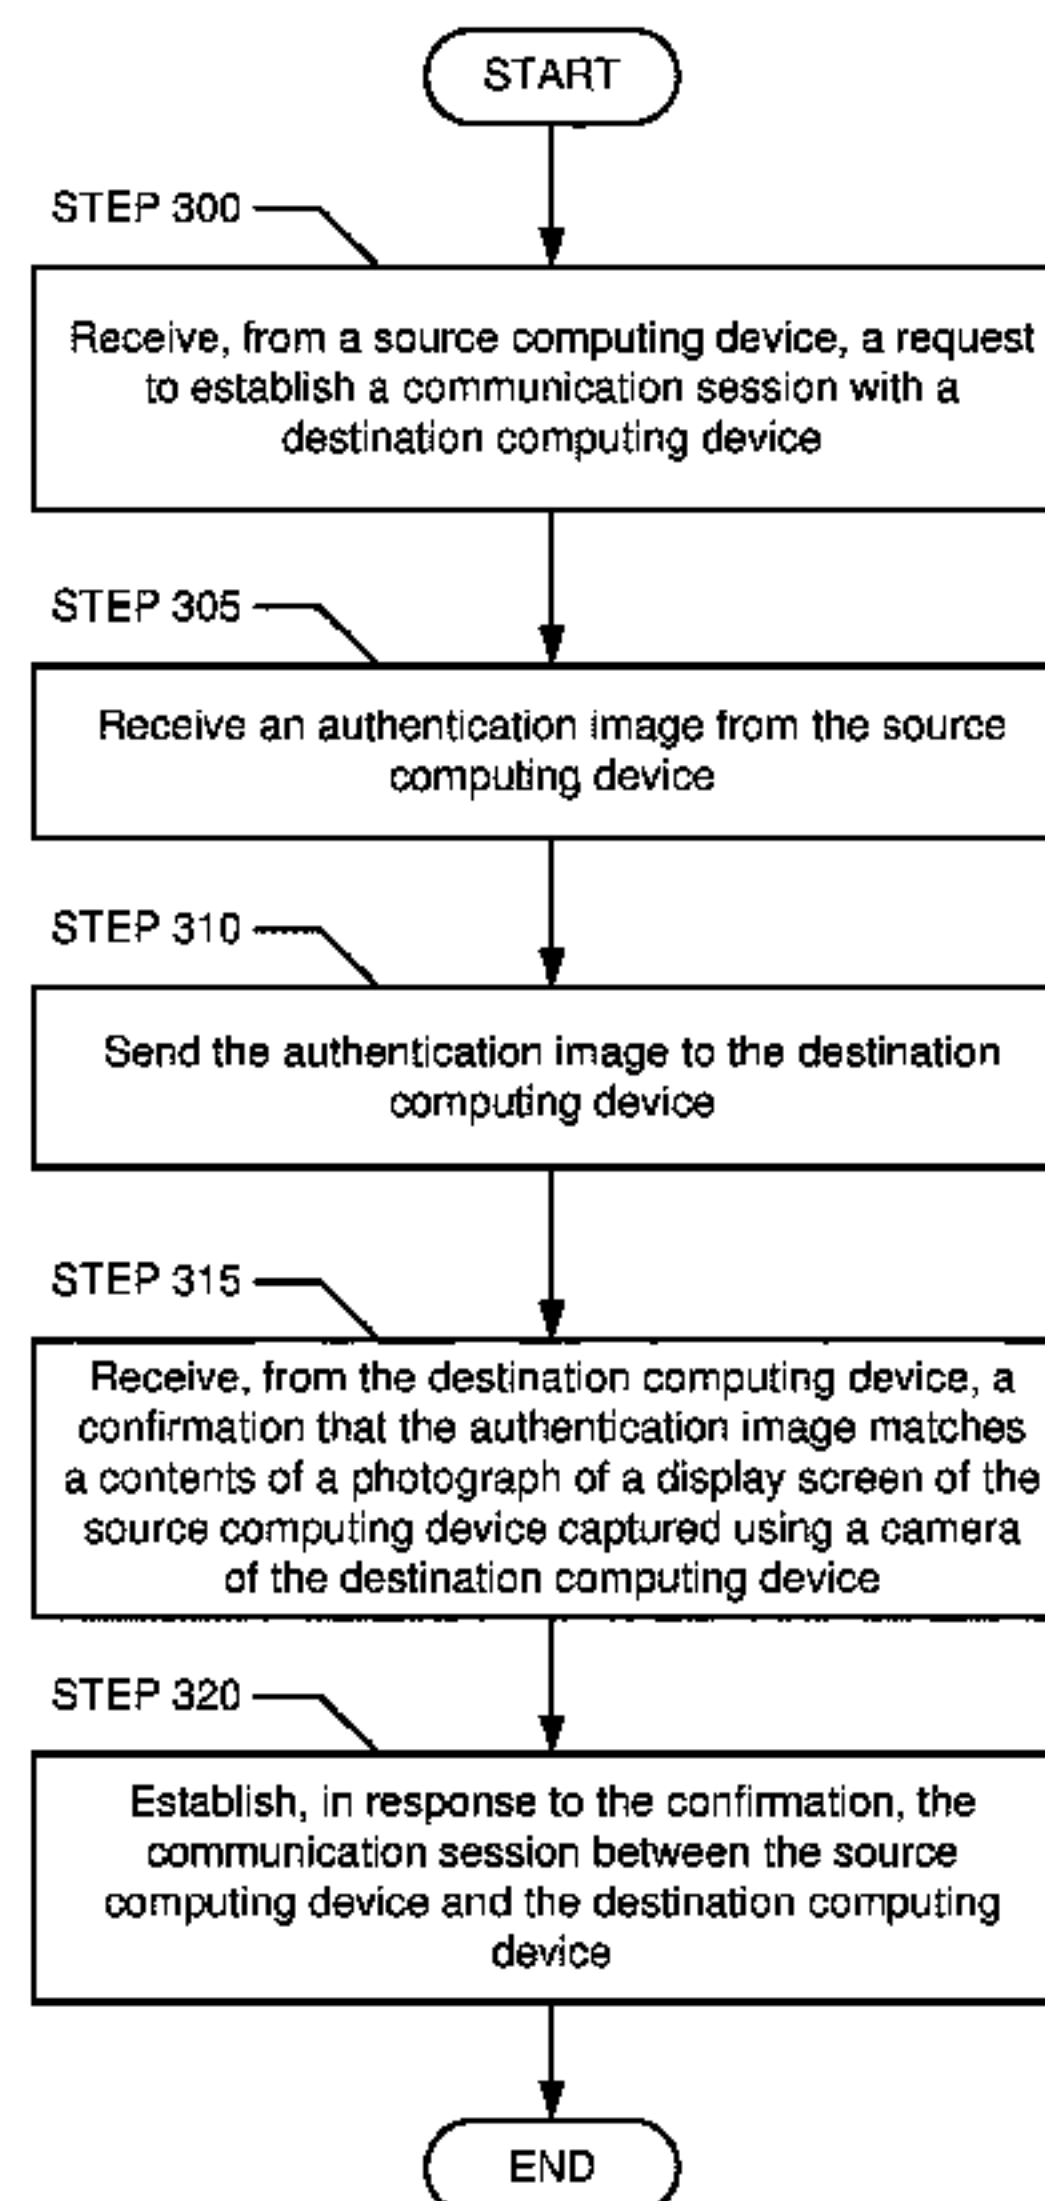 START
STEP 300
Receive, from a source computing device, a request
to establish a communication session with a
destination computing device
STEP 305
Receive an authentication image from the source
computing device
STEP 310
Send the authentication image to the destination
computing device
STEP 315
Receive, from the destination computing device, a
confirmation that the authentication image matches
a contents of a photograph of a display screen of the
source computing device captured using a camera
of the destination computing device
STEP 320
Establish, in response to the confirmation, the
communication session between the source
computing device and the destination computing
device
END